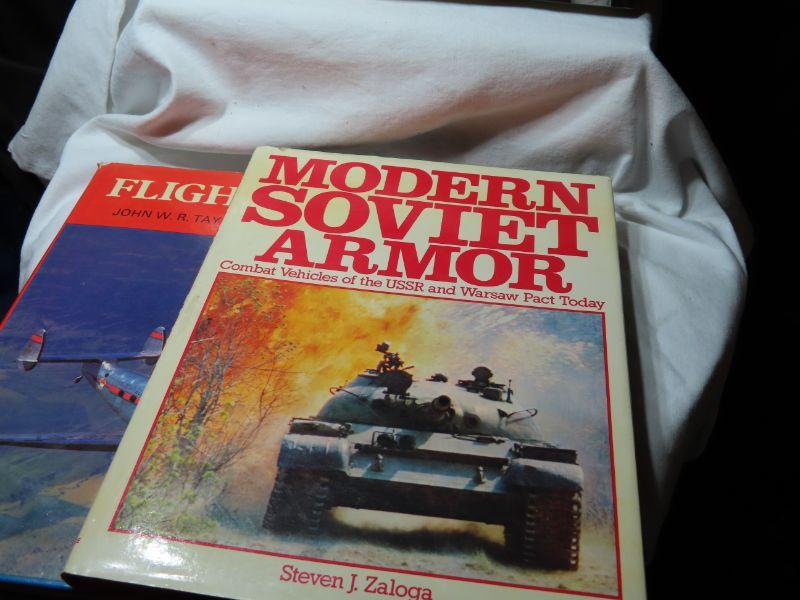 FLIGH
JOHN W. R. TAY
MODERN
SOVIET
ARMOR
Combat Vehicles of the USSR and Warsaw Pact Today
Steven J. Zaloga